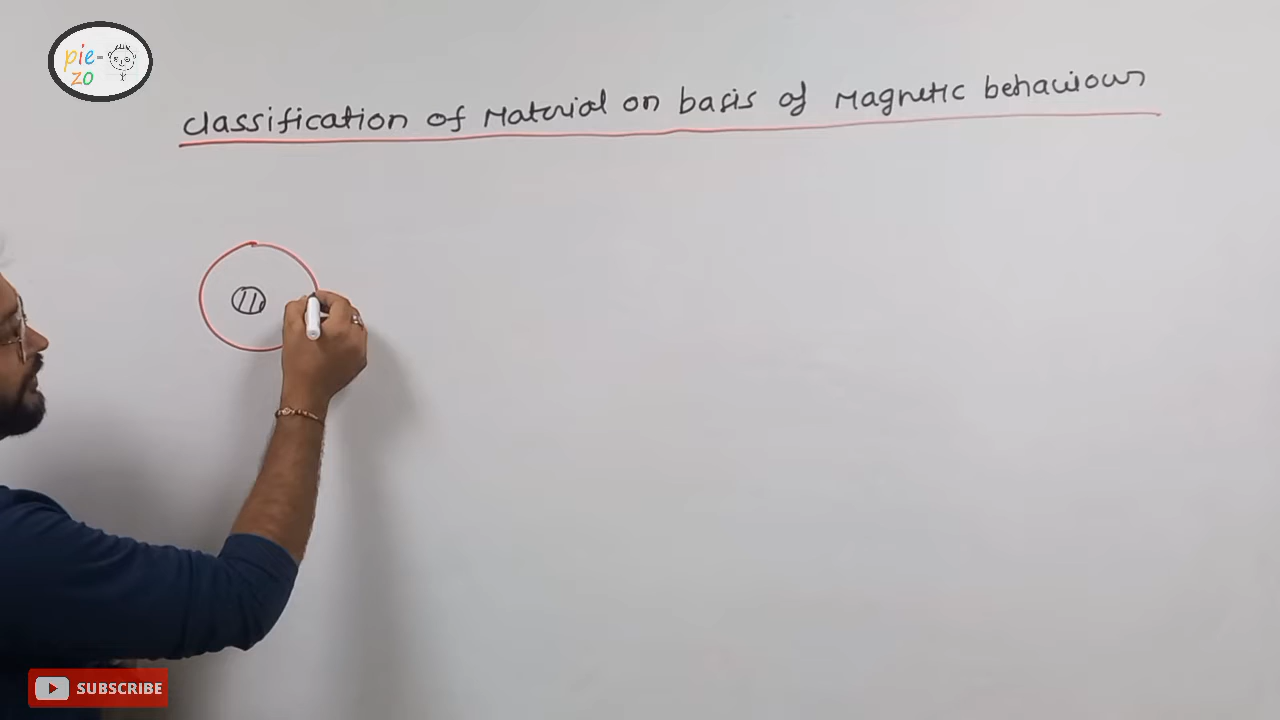 pie-
zo
classification of Material on basis of Magnetic behaviour
SUBSCRIBE